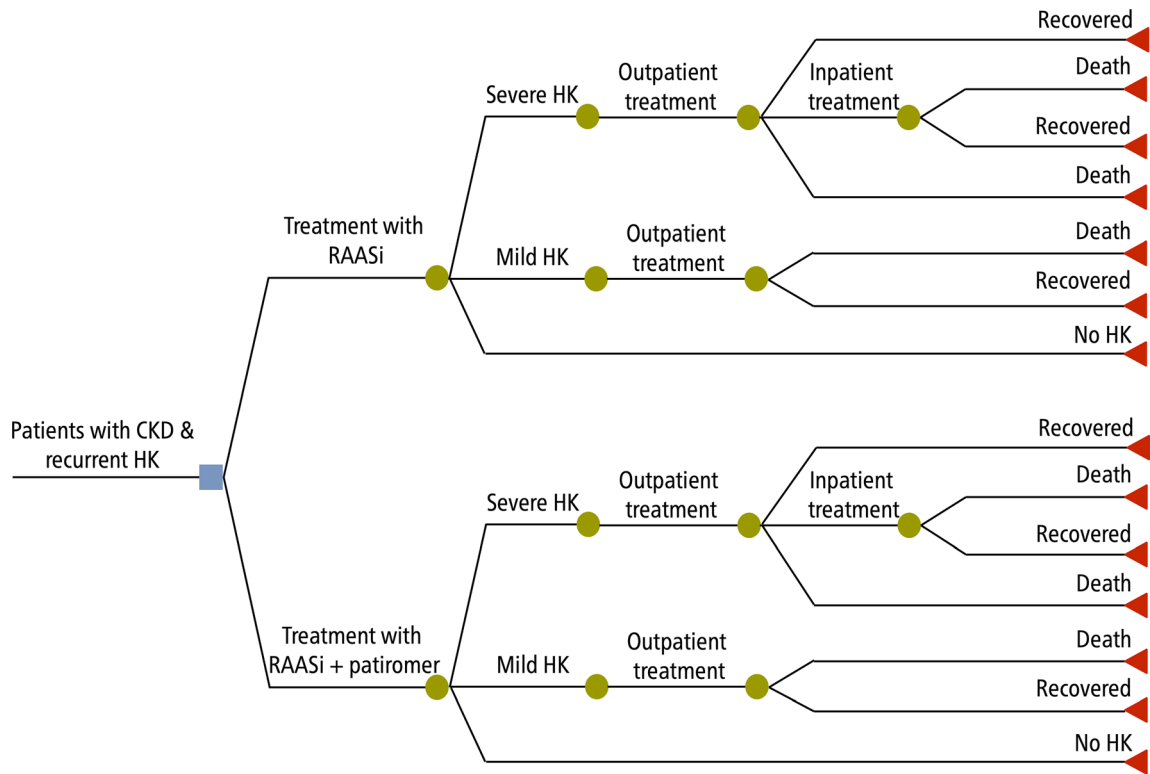 Recovered
Death
Severe HK
Outpatient
treatment
Inpatient
treatment
Recovered
Death
Treatment with
RAASi
Mild HK
Outpatient
treatment
Death
Recovered
No HK
Patients with CKD &
recurrent HK
Recovered
Death
Severe HK
Outpatient
treatment
Inpatient
treatment
Recovered
Death
Treatment with
RAASi + patiromer
Mild HK
Outpatient
treatment
Death
Recovered
No HK